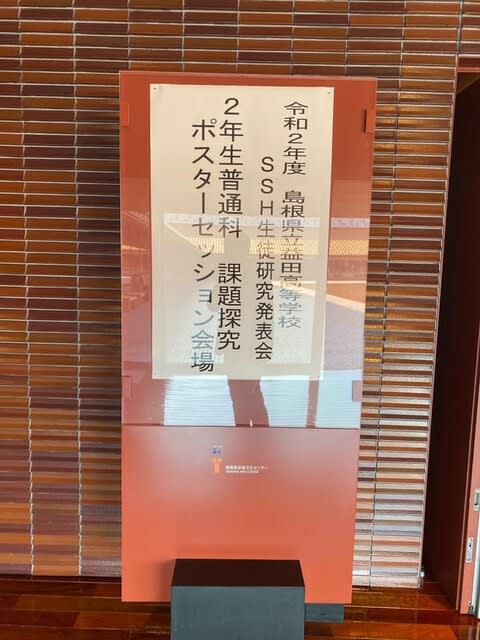 令和2年度　島根県立益田高等学校
SSH生徒研究発表会
2年生普通科　課題探究
ポスターセッション会場